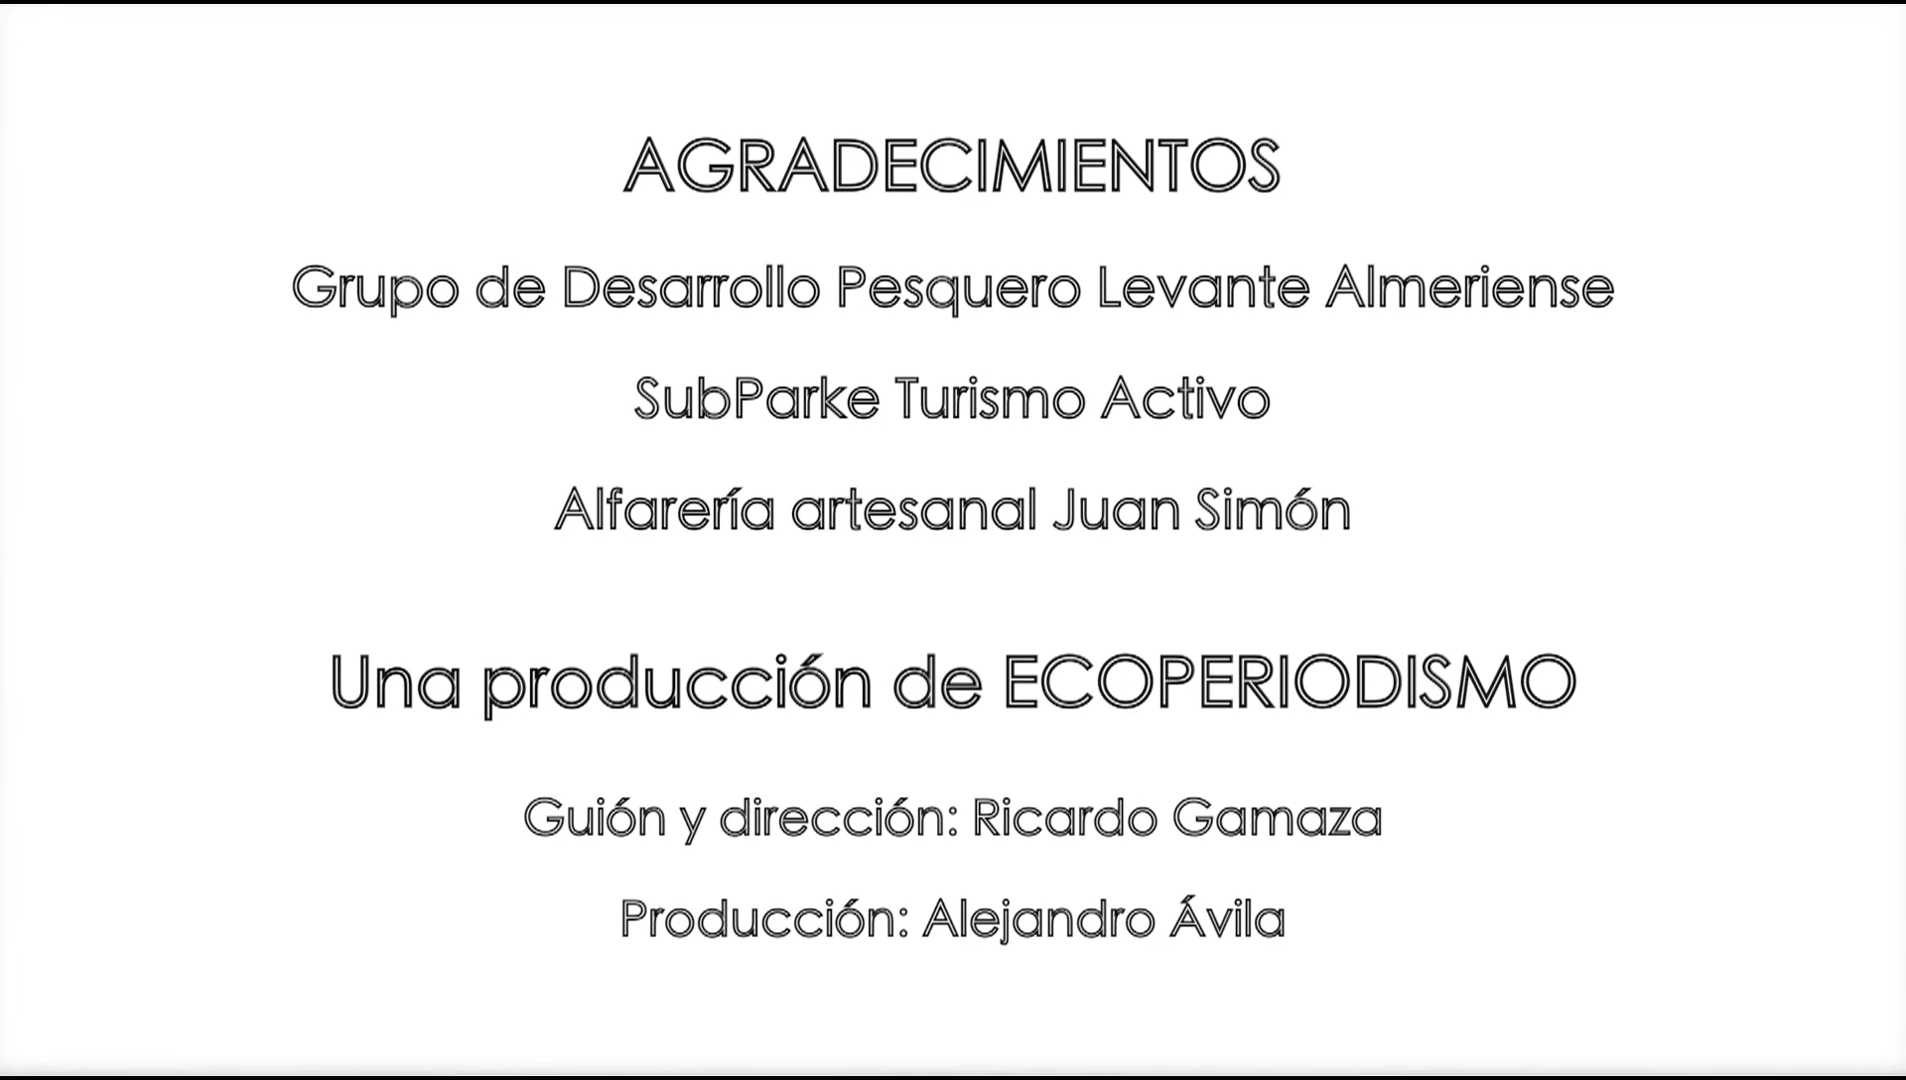 AGRADECIMIENTOS
Grupo de Desarrollo Pesquero Levante Almeriense
SubParke Turismo Activo
Alfarería artesanal Juan Simón
Una producción de ECOPERIODISMO
Guión y dirección: Ricardo Gamaza
Producción: Alejandro Ávila